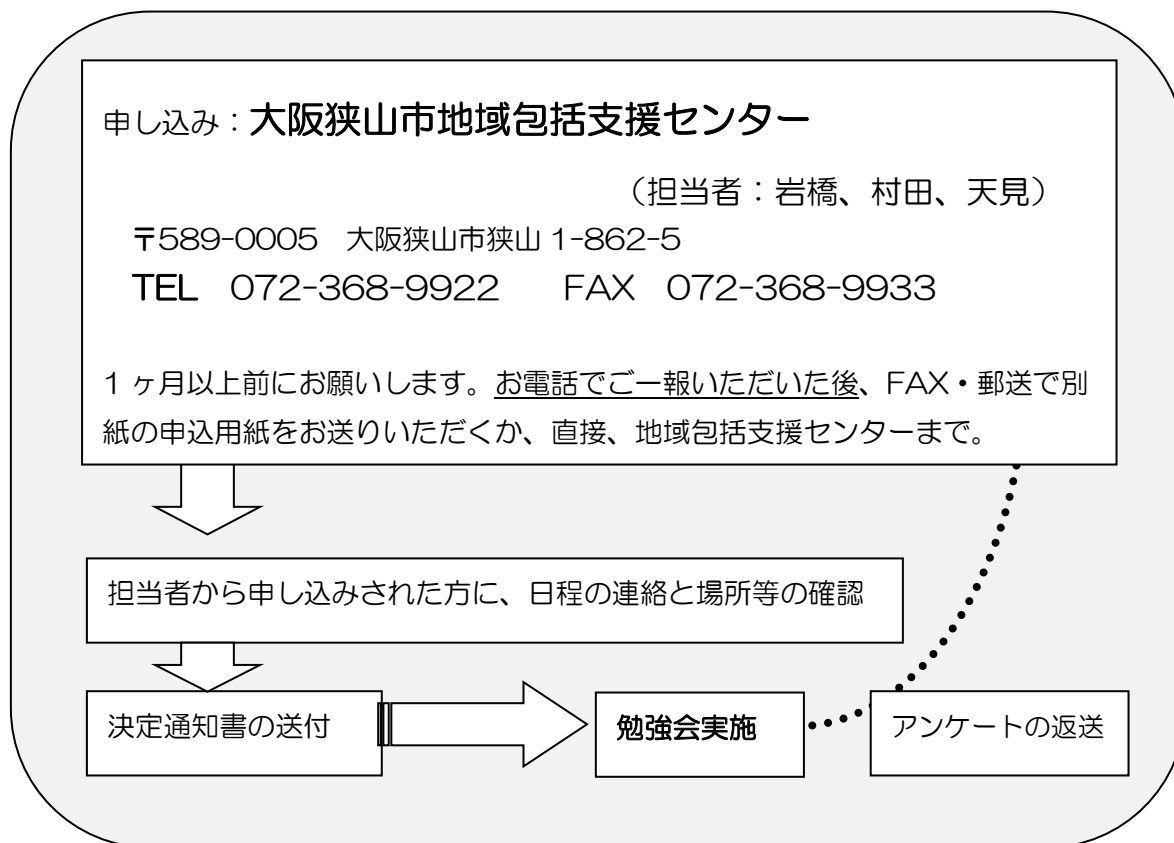 申し込み：大阪狭山市地域包括支援センター
（担当者：岩橋、村田、天見）
〒589-0005　大阪狭山市狭山 1-862-5
TEL　072-368-9922　　FAX　072-368-9933
1 ヶ月以上前にお願いします。お電話でご一報いただいた後、FAX・郵送で別
紙の申込用紙をお送りいただくか、直接、地域包括支援センターまで。
担当者から申し込みされた方に、日程の連絡と場所等の確認
決定通知書の送付
勉強会実施
アンケートの返送